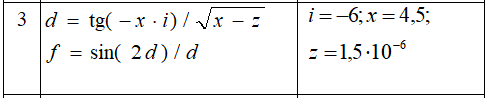 3 d = tg( − x · i) / √x − z i = −6; x = 4,5;
f = sin( 2d) / d z = 1,5·10⁻⁶